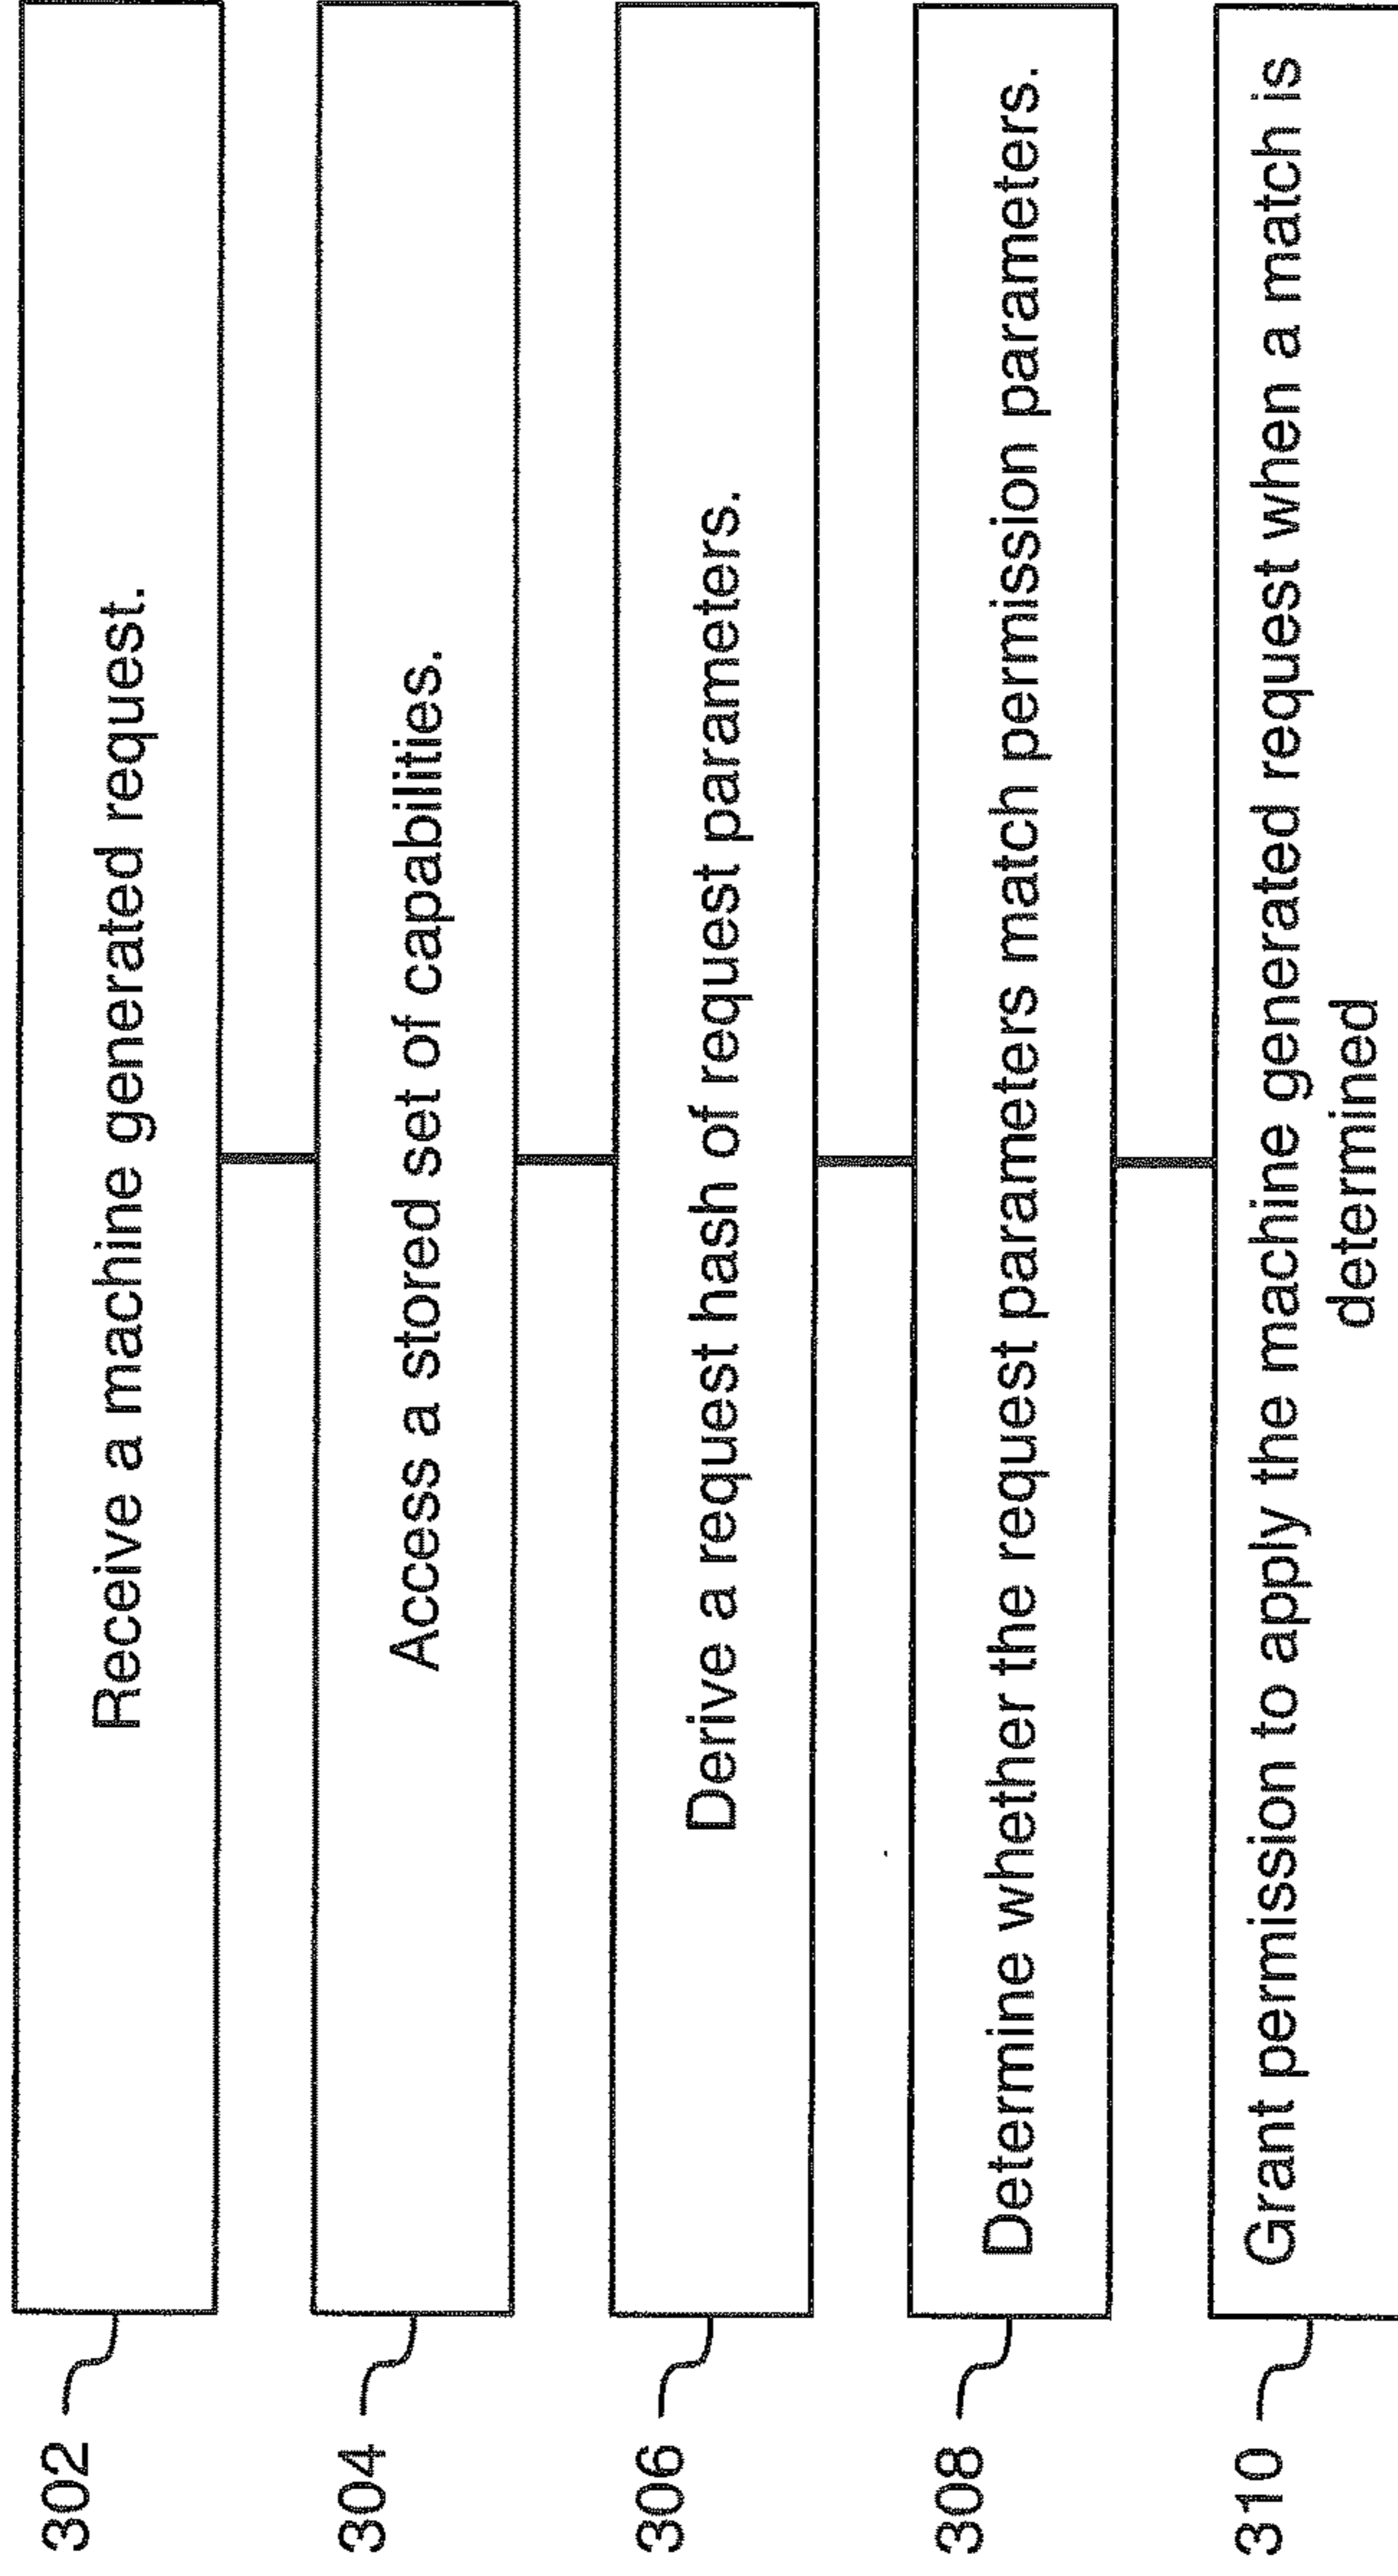 302
Receive a machine generated request.
304
Access a stored set of capabilities.
306
Derive a request hash of request parameters.
308
Determine whether the request parameters match permission parameters.
310
Grant permission to apply the machine generated request when a match is
determined